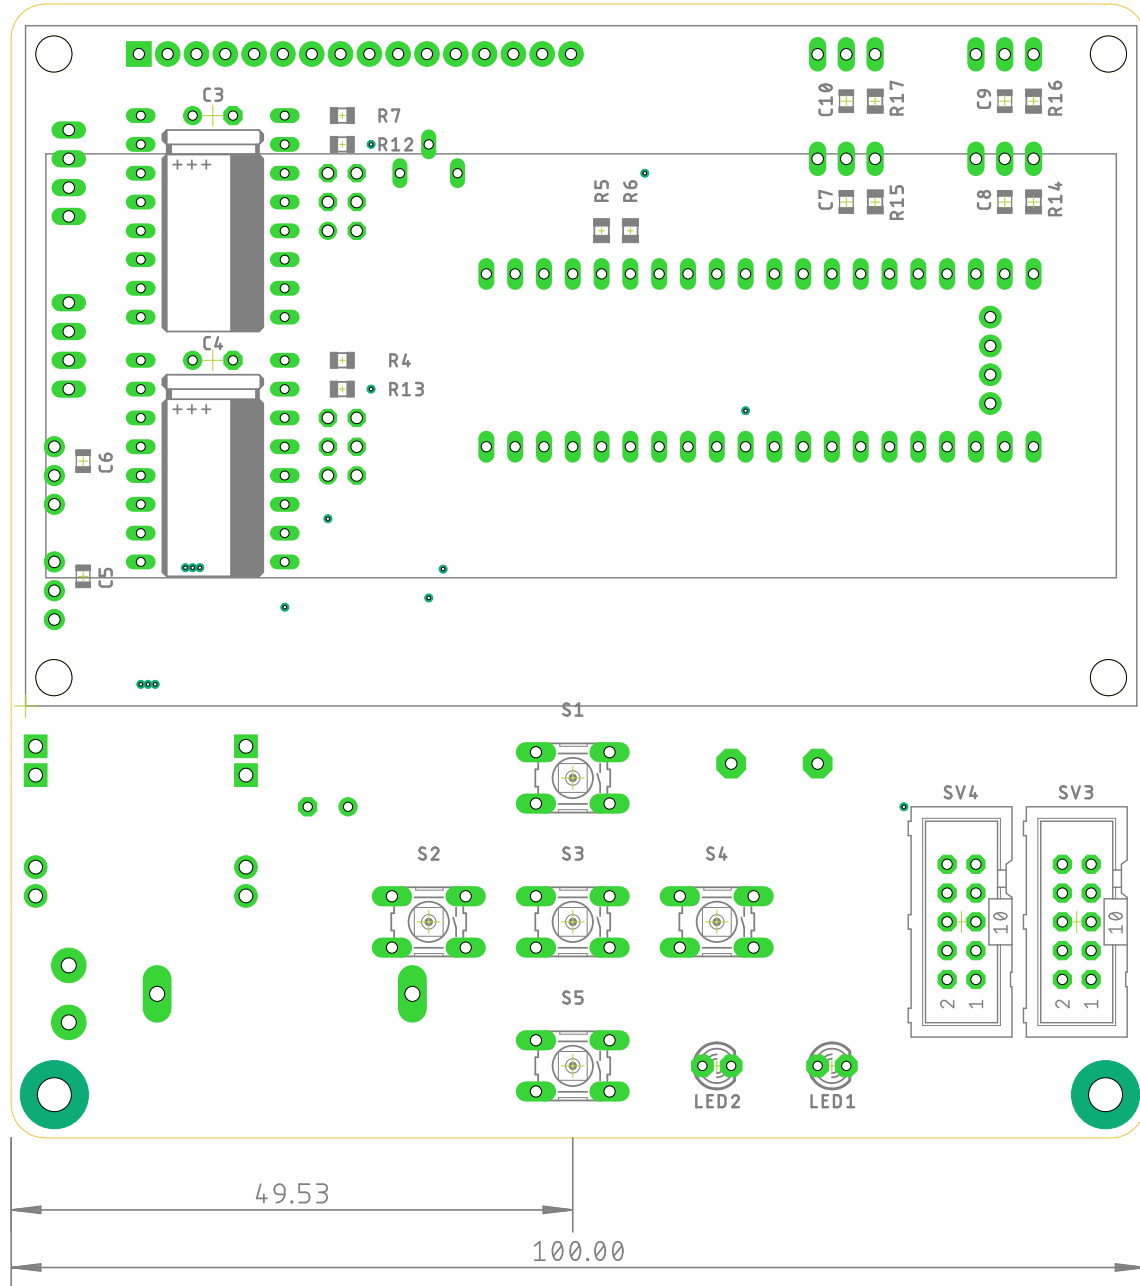 C3
R7
R12
C10
R17
C9
R16
+++
R5
R6
C7
R15
C8
R14
C4
R4
R13
+++
C6
C5
S1
SV4
SV3
S2
S3
S4
10
10
S5
2
1
2
1
LED2
LED1
49.53
100.00